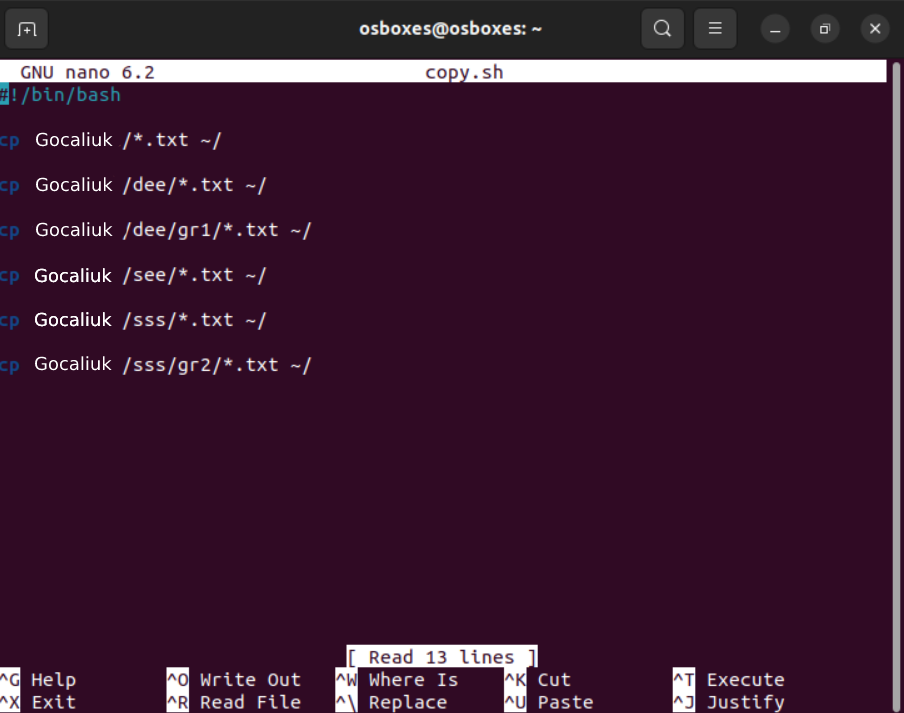 osboxes@osboxes: ~
GNU nano 6.2 copy.sh
#!/bin/bash
cp Gocaliuk /*.txt ~/
cp Gocaliuk /dee/*.txt ~/
cp Gocaliuk /dee/gr1/*.txt ~/
cp Gocaliuk /see/*.txt ~/
cp Gocaliuk /sss/*.txt ~/
cp Gocaliuk /sss/gr2/*.txt ~/
[ Read 13 lines ]
^G Help ^O Write Out ^W Where Is ^K Cut ^T Execute
^X Exit ^R Read File ^\ Replace ^U Paste ^J Justify